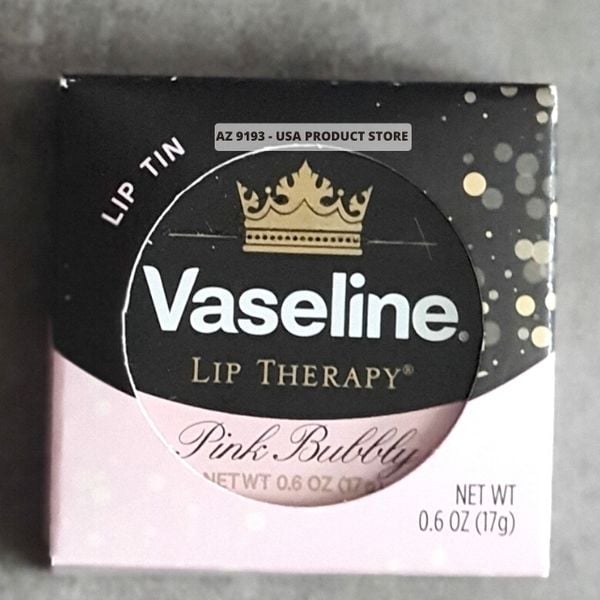 AZ 9193 - USA PRODUCT STORE
LIP TIN
Vaseline®
LIP THERAPY®
Pink Bubbly
NET WT 0.6 OZ (17g)
NET WT
0.6 OZ (17g)